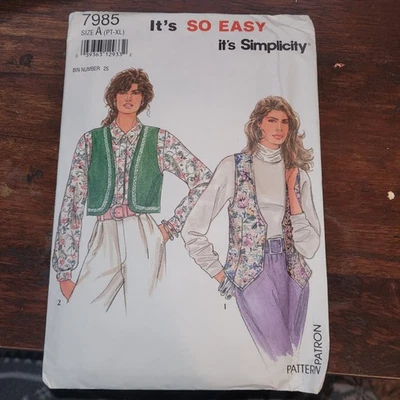 7985
SIZE A (PT-XL)
It's SO EASY
it's Simplicity
BIN NUMBER 25
2
1
PATTERN/PATRON